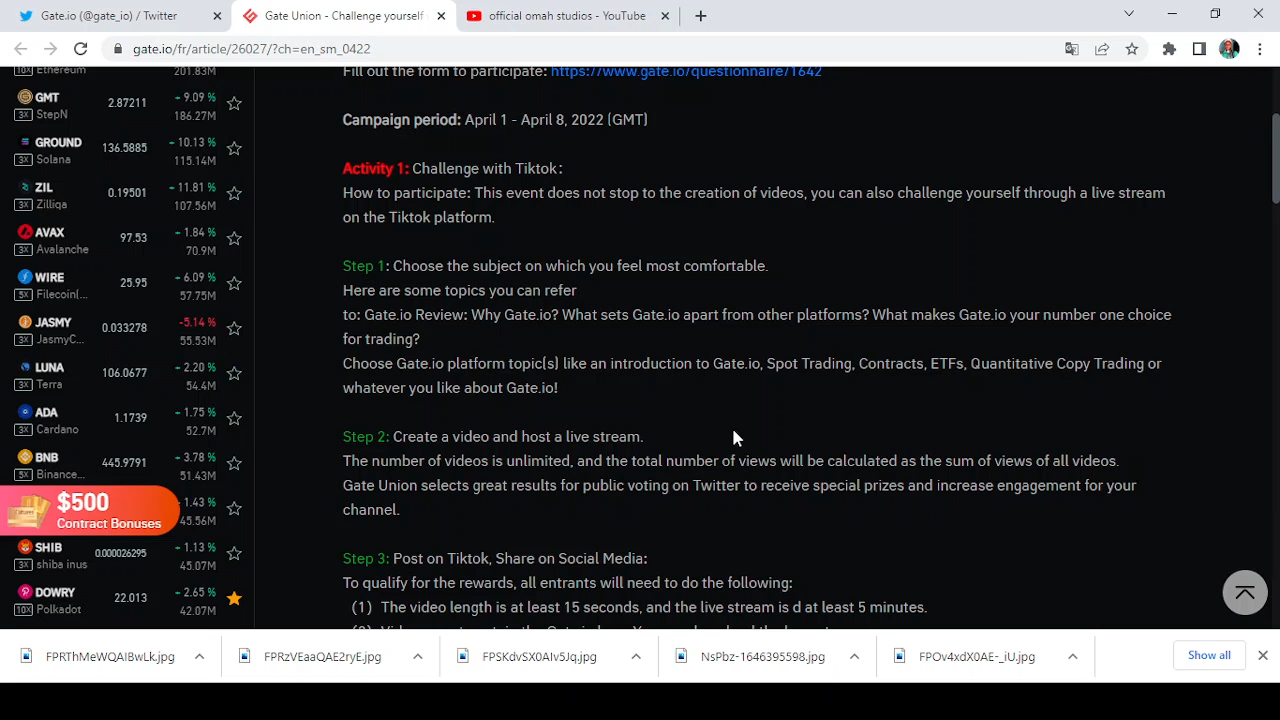 Gate.io (@gate_io) / Twitter
Gate Union - Challenge yourself
official omah studios - YouTube
gate.io/fr/article/26027/?ch=en_sm_0422
10X Ethereum 201.83M
GMT 2.87211 + 9.09 %
3X StepN 186.27M
GROUND 136.5885 + 10.13 %
3X Solana 115.14M
ZIL 0.19501 + 11.81 %
3X Zilliqa 107.56M
AVAX 97.53 + 1.84 %
3X Avalanche 70.9M
WIRE 25.95 + 6.09 %
5X Filecoin(... 57.75M
JASMY 0.033278 -5.14 %
3X JasmyC... 55.53M
LUNA 106.0677 + 2.20 %
3X Terra 54.4M
ADA 1.1739 + 1.75 %
3X Cardano 52.7M
BNB 445.9791 + 3.78 %
5X Binance... 51.43M
$500 1.43 %
Contract Bonuses 45.56M
SHIB 0.000026295 + 1.13 %
3X shiba inus 45.07M
DOWRY 22.013 + 2.65 %
10X Polkadot 42.07M
Fill out the form to participate: https://www.gate.io/questionnaire/1642
Campaign period: April 1 - April 8, 2022 (GMT)
Activity 1: Challenge with Tiktok:
How to participate: This event does not stop to the creation of videos, you can also challenge yourself through a live stream
on the Tiktok platform.
Step 1: Choose the subject on which you feel most comfortable.
Here are some topics you can refer
to: Gate.io Review: Why Gate.io? What sets Gate.io apart from other platforms? What makes Gate.io your number one choice
for trading?
Choose Gate.io platform topic(s) like an introduction to Gate.io, Spot Trading, Contracts, ETFs, Quantitative Copy Trading or
whatever you like about Gate.io!
Step 2: Create a video and host a live stream.
The number of videos is unlimited, and the total number of views will be calculated as the sum of views of all videos.
Gate Union selects great results for public voting on Twitter to receive special prizes and increase engagement for your
channel.
Step 3: Post on Tiktok, Share on Social Media:
To qualify for the rewards, all entrants will need to do the following:
(1) The video length is at least 15 seconds, and the live stream is d at least 5 minutes.
FPRThMeWQAIBwLk.jpg
FPRzVEaaQAE2ryE.jpg
FPSKdvSX0AIv5Jq.jpg
NsPbz-1646395598.jpg
FPOv4xdX0AE-_iU.jpg
Show all